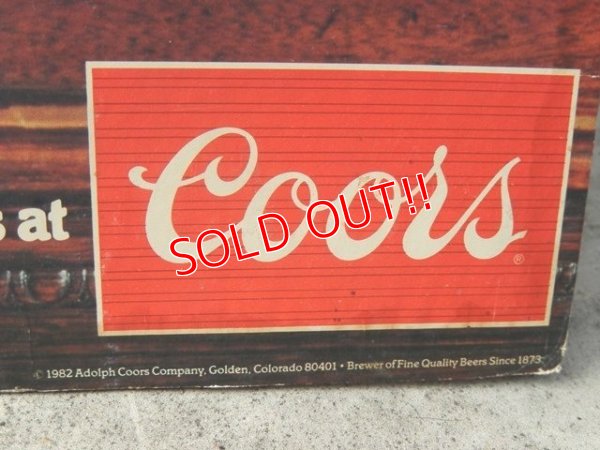 s at
Coors®
SOLD OUT!!
© 1982 Adolph Coors Company, Golden, Colorado 80401 • Brewer of Fine Quality Beers Since 1873.